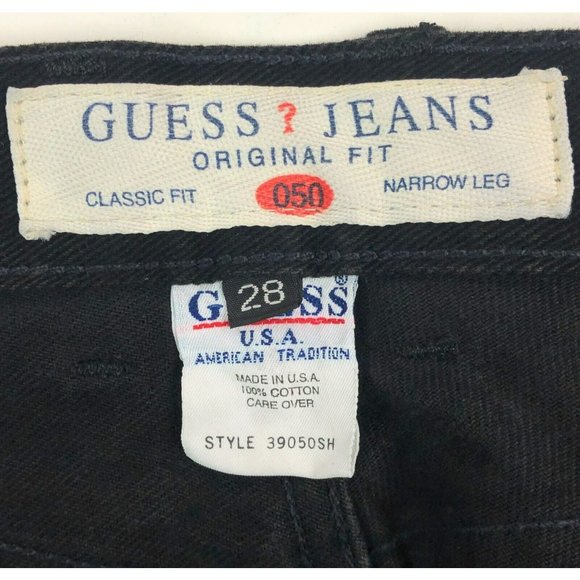 GUESS ? JEANS
ORIGINAL FIT
CLASSIC FIT 050 NARROW LEG
28
G SS ®
U.S.A.
AMERICAN TRADITION
MADE IN U.S.A.
100% COTTON
CARE OVER
STYLE 39050SH